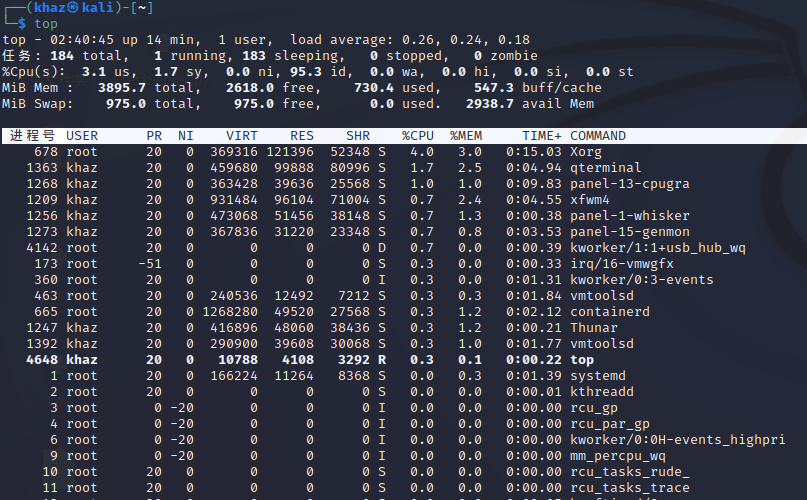 ┌──(khaz㉿kali)-[~]
└─$ top
top - 02:40:45 up 14 min,  1 user,  load average: 0.26, 0.24, 0.18
任务: 184 total,   1 running, 183 sleeping,   0 stopped,   0 zombie
%Cpu(s):  3.1 us,  1.7 sy,  0.0 ni, 95.3 id,  0.0 wa,  0.0 hi,  0.0 si,  0.0 st
MiB Mem :   3895.7 total,   2618.0 free,    730.4 used,    547.3 buff/cache
MiB Swap:    975.0 total,    975.0 free,      0.0 used.   2938.7 avail Mem
进程号 USER      PR  NI    VIRT    RES    SHR   %CPU  %MEM     TIME+ COMMAND
678 root      20   0  369316 121396  52348 S   4.0   3.0   0:15.03 Xorg
1363 khaz      20   0  459680  99888  80996 S   1.7   2.5   0:04.94 qterminal
1268 khaz      20   0  363428  39636  25568 S   1.0   1.0   0:09.83 panel-13-cpugra
1209 khaz      20   0  931484  96104  71004 S   0.7   2.4   0:04.55 xfwm4
1256 khaz      20   0  473068  51456  38148 S   0.7   1.3   0:00.38 panel-1-whisker
1273 khaz      20   0  367836  31220  23348 S   0.7   0.8   0:03.53 panel-15-genmon
4142 root      20   0       0      0      0 D   0.7   0.0   0:00.39 kworker/1:1+usb_hub_wq
173 root     -51   0       0      0      0 S   0.3   0.0   0:00.33 irq/16-vmwgfx
360 root      20   0       0      0      0 I   0.3   0.0   0:01.31 kworker/0:3-events
463 root      20   0  240536  12492   7212 S   0.3   0.3   0:01.84 vmtoolsd
665 root      20   0 1268280  49520  27568 S   0.3   1.2   0:02.12 containerd
1247 khaz      20   0  416896  48060  38436 S   0.3   1.2   0:00.21 Thunar
1392 khaz      20   0  290900  39608  30068 S   0.3   1.0   0:01.77 vmtoolsd
4648 khaz      20   0   10788   4108   3292 R   0.3   0.1   0:00.22 top
1 root      20   0  166224  11264   8368 S   0.0   0.3   0:01.39 systemd
2 root      20   0       0      0      0 S   0.0   0.0   0:00.01 kthreadd
3 root       0 -20       0      0      0 I   0.0   0.0   0:00.00 rcu_gp
4 root       0 -20       0      0      0 I   0.0   0.0   0:00.00 rcu_par_gp
6 root       0 -20       0      0      0 I   0.0   0.0   0:00.00 kworker/0:0H-events_highpri
9 root       0 -20       0      0      0 I   0.0   0.0   0:00.00 mm_percpu_wq
10 root      20   0       0      0      0 S   0.0   0.0   0:00.00 rcu_tasks_rude_
11 root      20   0       0      0      0 S   0.0   0.0   0:00.00 rcu_tasks_trace